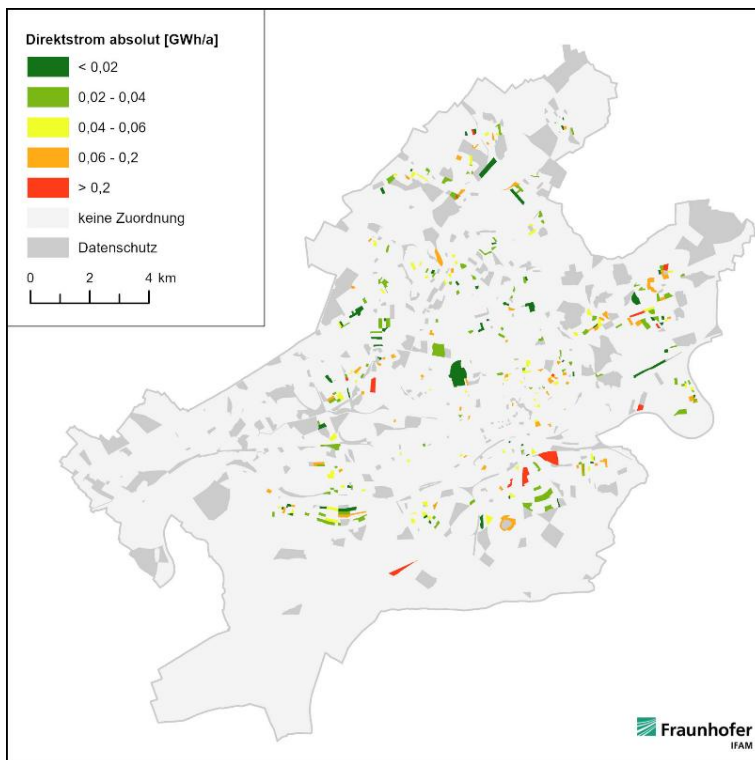 Direktstrom absolut [GWh/a]
< 0,02
0,02 - 0,04
0,04 - 0,06
0,06 - 0,2
> 0,2
keine Zuordnung
Datenschutz
0 2 4 km
Fraunhofer
IFAM